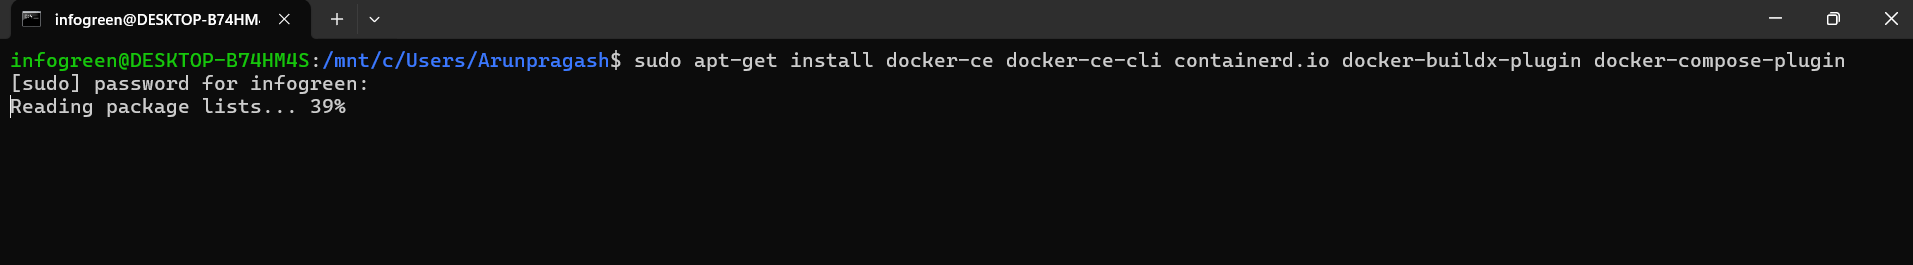 infogreen@DESKTOP-B74HM4
infogreen@DESKTOP-B74HM4S:/mnt/c/Users/Arunpragash$ sudo apt-get install docker-ce docker-ce-cli containerd.io docker-buildx-plugin docker-compose-plugin
[sudo] password for infogreen:
Reading package lists... 39%